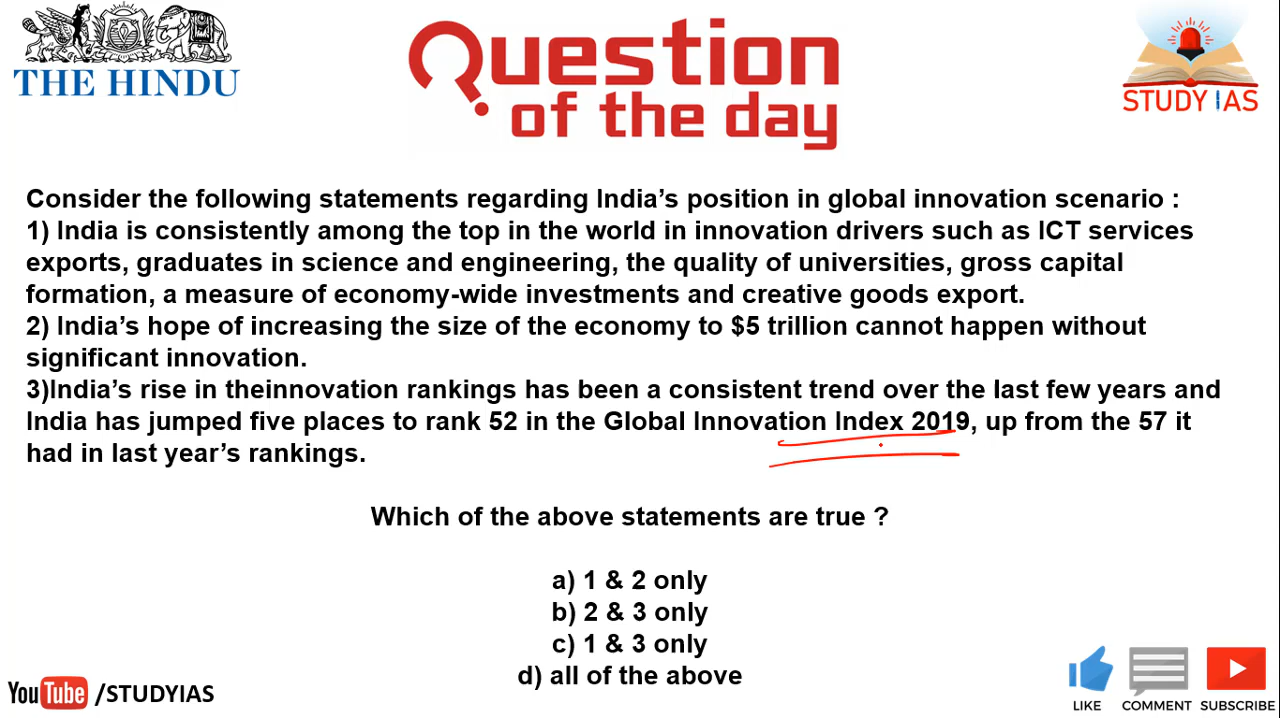 THE HINDU
Question
of the day
STUDY IAS
Consider the following statements regarding India's position in global innovation scenario :
1) India is consistently among the top in the world in innovation drivers such as ICT services
exports, graduates in science and engineering, the quality of universities, gross capital
formation, a measure of economy-wide investments and creative goods export.
2) India's hope of increasing the size of the economy to $5 trillion cannot happen without
significant innovation.
3)India's rise in theinnovation rankings has been a consistent trend over the last few years and
India has jumped five places to rank 52 in the Global Innovation Index 2019, up from the 57 it
had in last year's rankings.
Which of the above statements are true ?
a) 1 & 2 only
b) 2 & 3 only
c) 1 & 3 only
d) all of the above
YouTube /STUDYIAS
LIKE COMMENT SUBSCRIBE